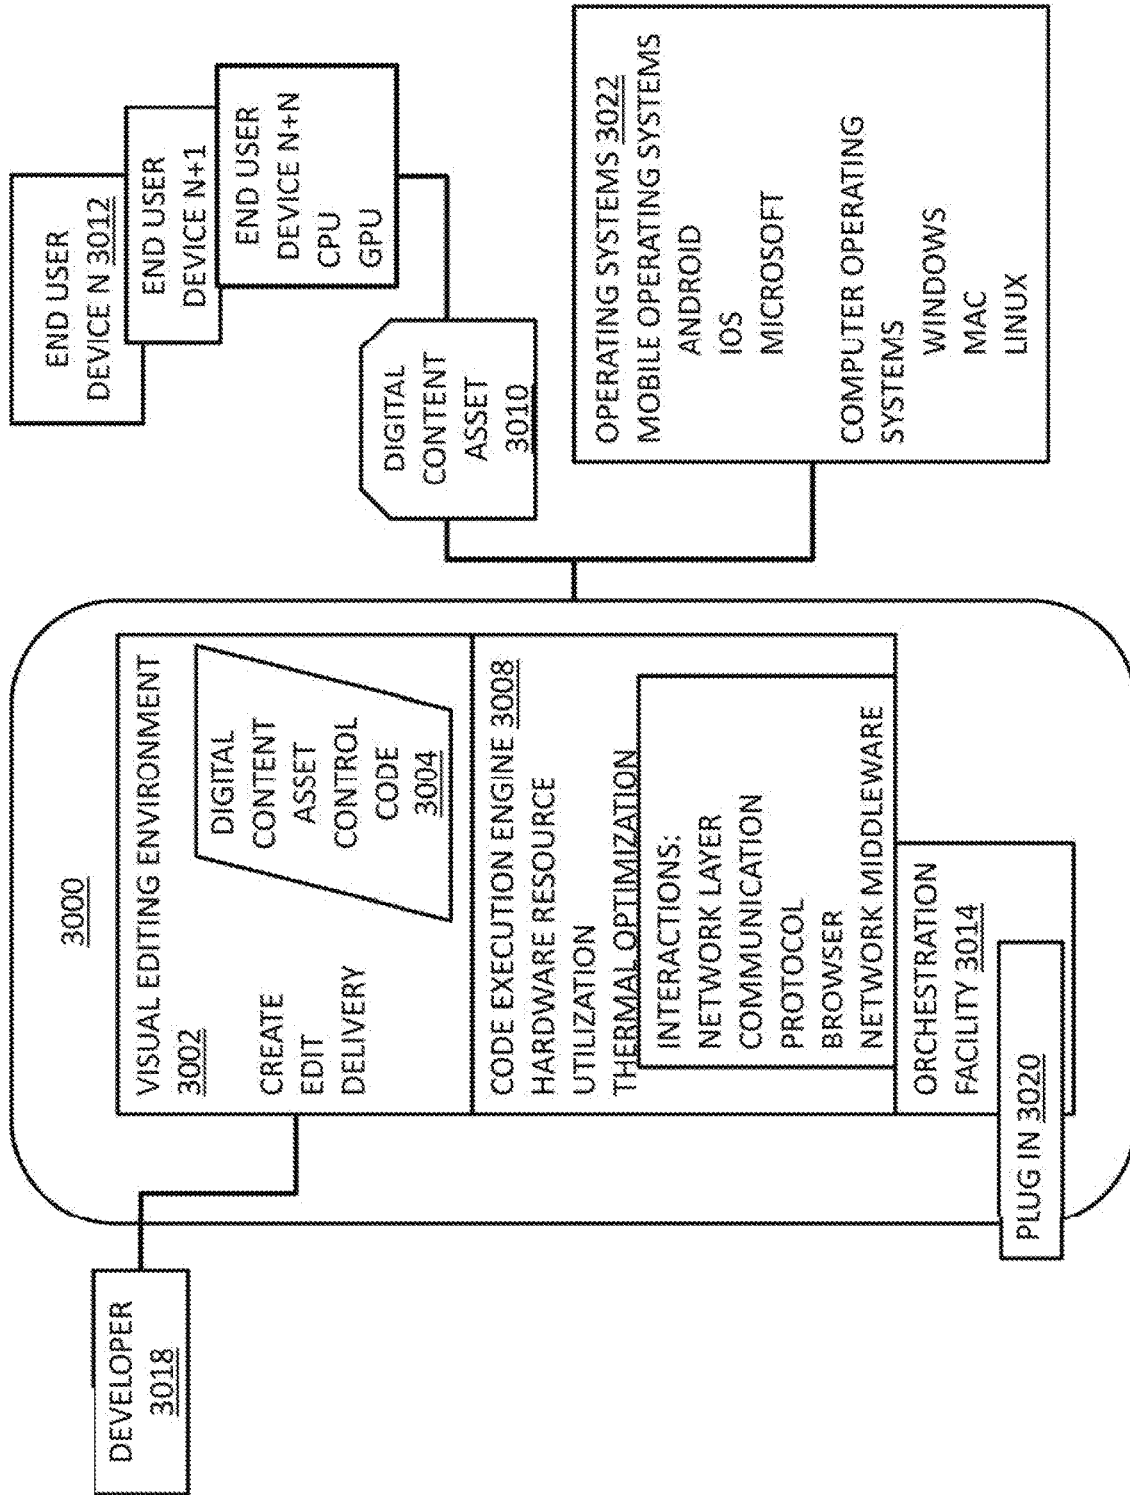 3000
DEVELOPER
3018
VISUAL EDITING ENVIRONMENT
3002
CREATE
EDIT
DELIVERY
DIGITAL
CONTENT
ASSET
CONTROL
CODE
3004
CODE EXECUTION ENGINE 3008
HARDWARE RESOURCE
UTILIZATION
THERMAL OPTIMIZATION
INTERACTIONS:
NETWORK LAYER
COMMUNICATION
PROTOCOL
BROWSER
NETWORK MIDDLEWARE
ORCHESTRATION
FACILITY 3014
PLUG IN 3020
DIGITAL
CONTENT
ASSET
3010
END USER
DEVICE N 3012
END USER
DEVICE N+1
END USER
DEVICE N+N
CPU
GPU
OPERATING SYSTEMS 3022
MOBILE OPERATING SYSTEMS
ANDROID
IOS
MICROSOFT
COMPUTER OPERATING
SYSTEMS
WINDOWS
MAC
LINUX